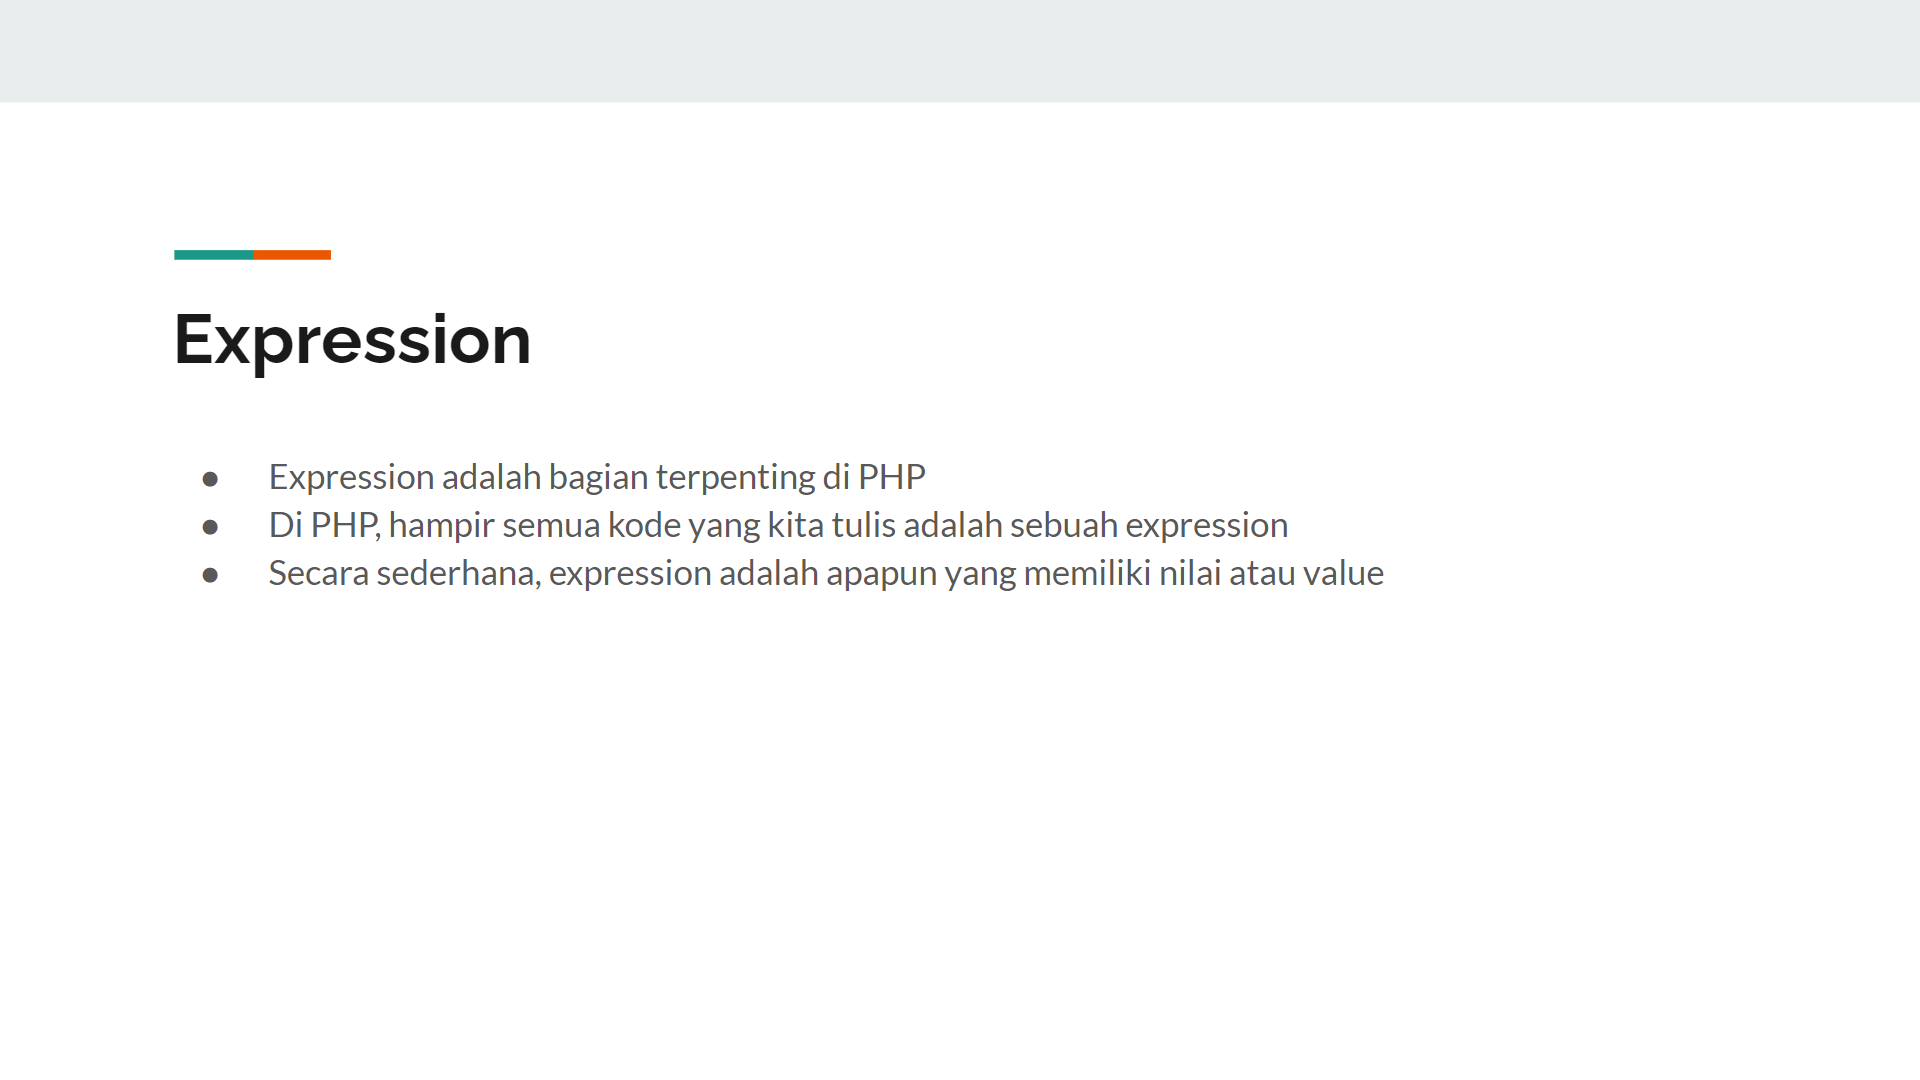 Expression
● Expression adalah bagian terpenting di PHP
● Di PHP, hampir semua kode yang kita tulis adalah sebuah expression
● Secara sederhana, expression adalah apapun yang memiliki nilai atau value